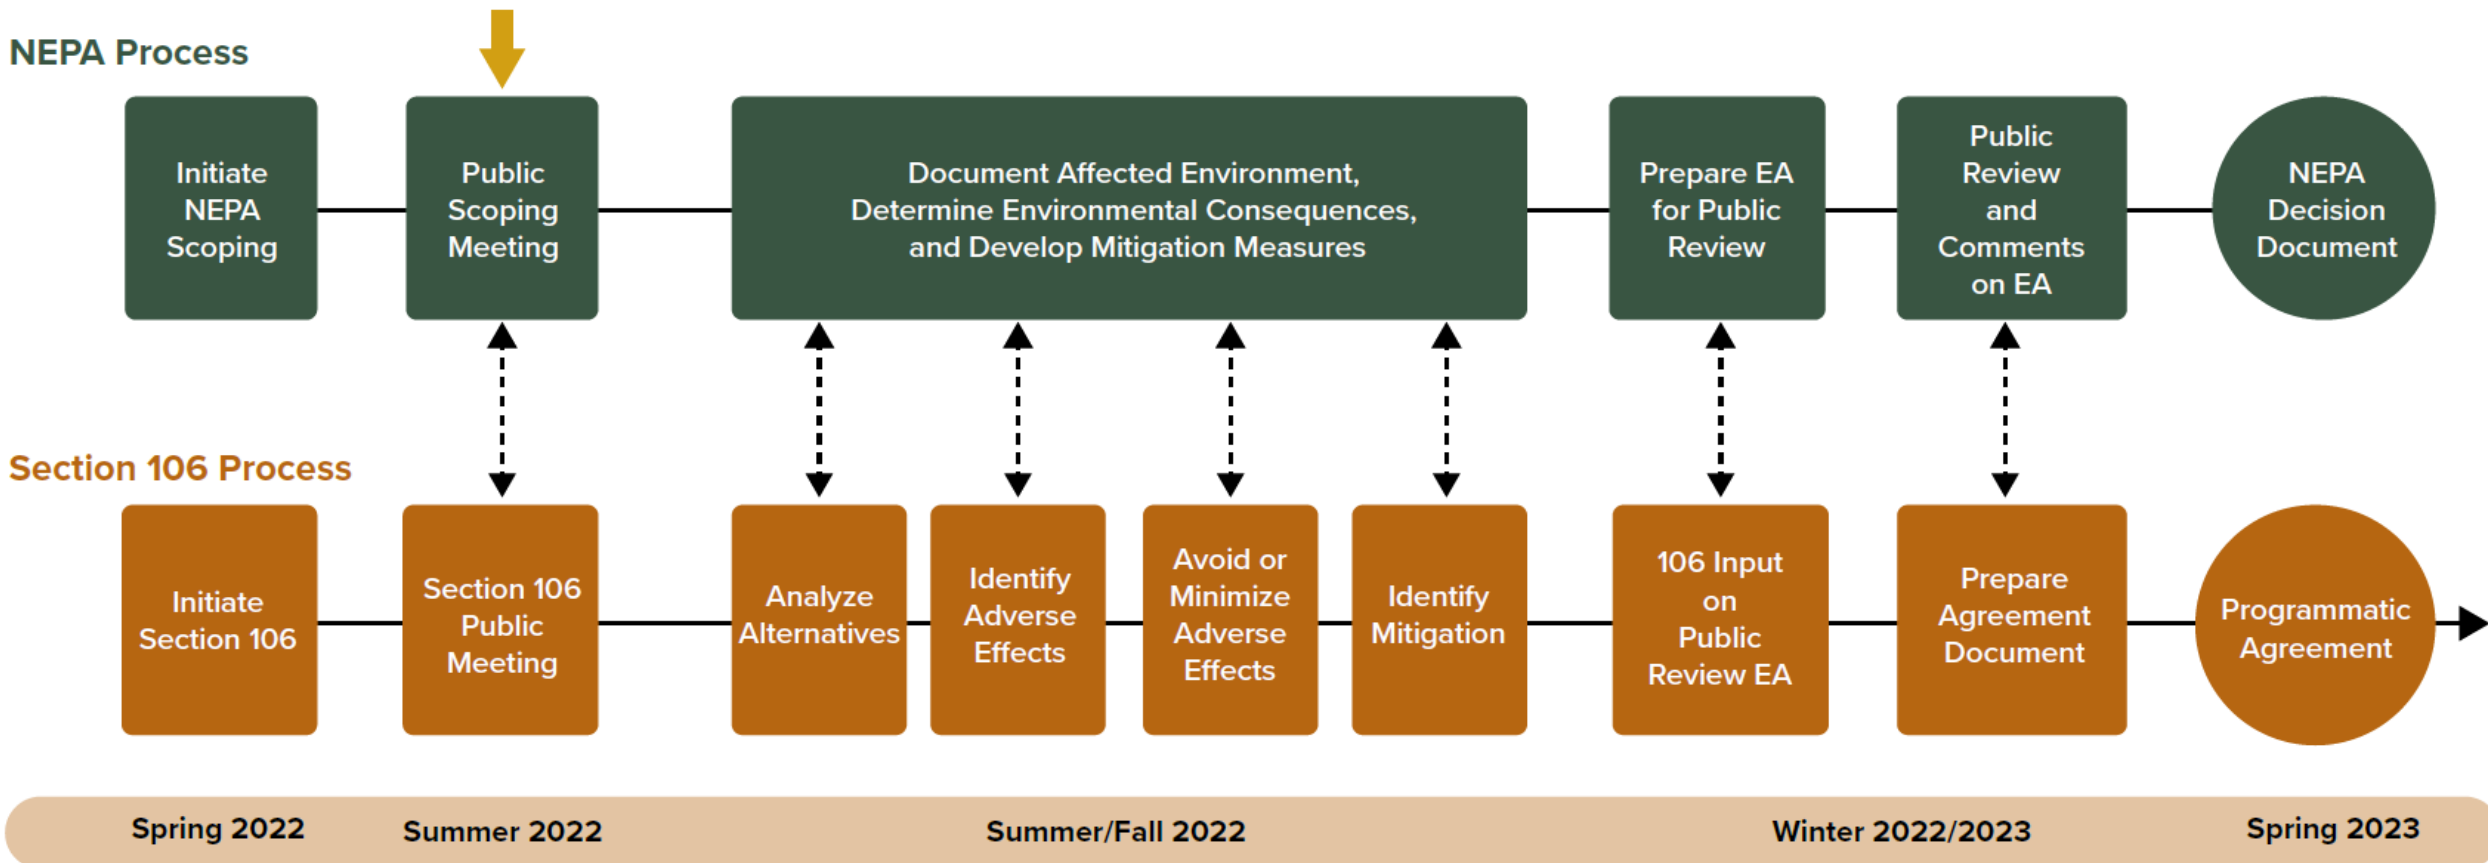 NEPA Process
Initiate
NEPA
Scoping
Public
Scoping
Meeting
Document Affected Environment,
Determine Environmental Consequences,
and Develop Mitigation Measures
Prepare EA
for Public
Review
Public
Review
and
Comments
on EA
NEPA
Decision
Document
Section 106 Process
Initiate
Section 106
Section 106
Public
Meeting
Analyze
Alternatives
Identify
Adverse
Effects
Avoid or
Minimize
Adverse
Effects
Identify
Mitigation
106 Input
on
Public
Review EA
Prepare
Agreement
Document
Programmatic
Agreement
Spring 2022
Summer 2022
Summer/Fall 2022
Winter 2022/2023
Spring 2023